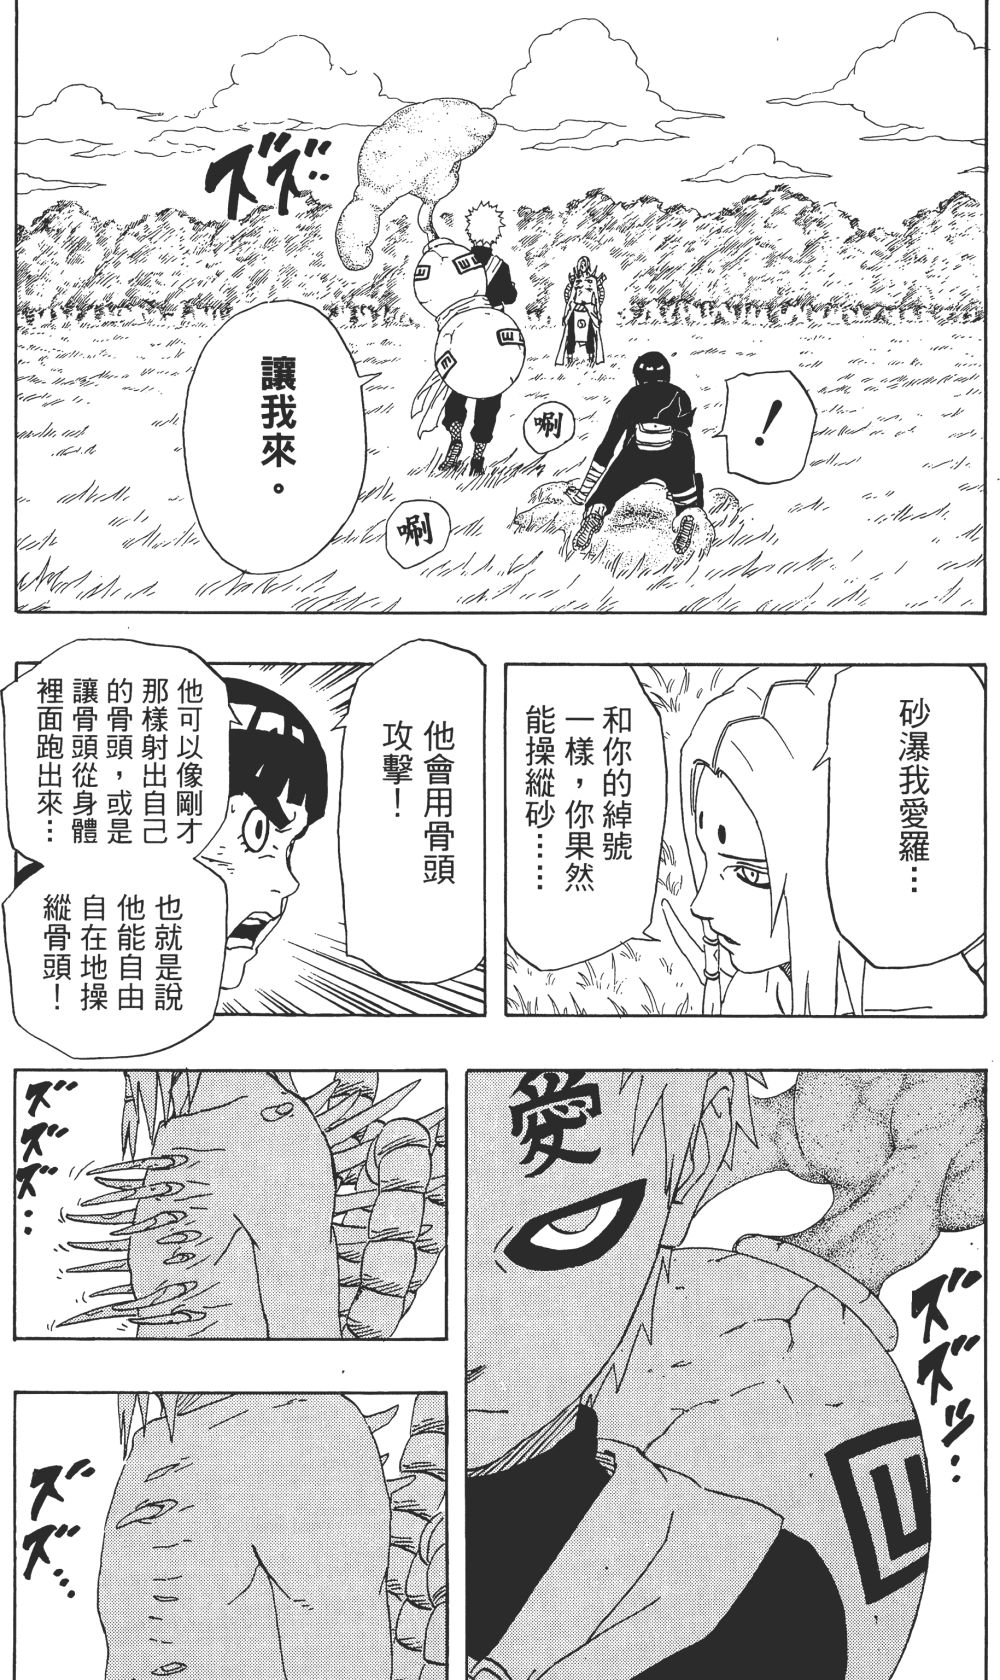 ズズ‥
！
唰
唰
讓我來。
砂瀑我愛羅…
和你的綽號
一樣，你果然
能操縱砂……
他會用骨頭
攻擊！
他可以像剛才
那樣射出自己
的骨頭，或是
讓骨頭從身體
裡面跑出來…
也就是說
他能自由
自在地操
縱骨頭！
愛
ズズッ…
ズズズ‥
ズズ…